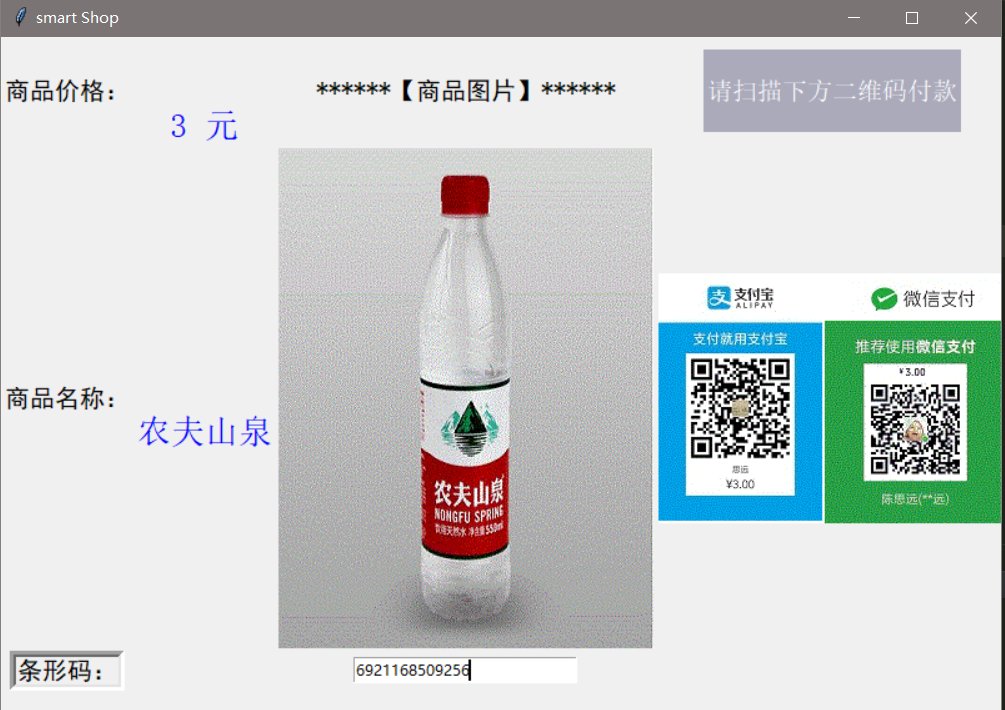 smart Shop
商品价格：
******【商品图片】******
请扫描下方二维码付款
3 元
支付宝
ALIPAY
微信支付
支付就用支付宝
推荐使用微信支付
¥3.00
商品名称：
农夫山泉
思远
¥3.00
陈思远(**远)
农夫山泉
NONGFU SPRING
饮用天然水 净含量550ml
条形码：
6921168509256